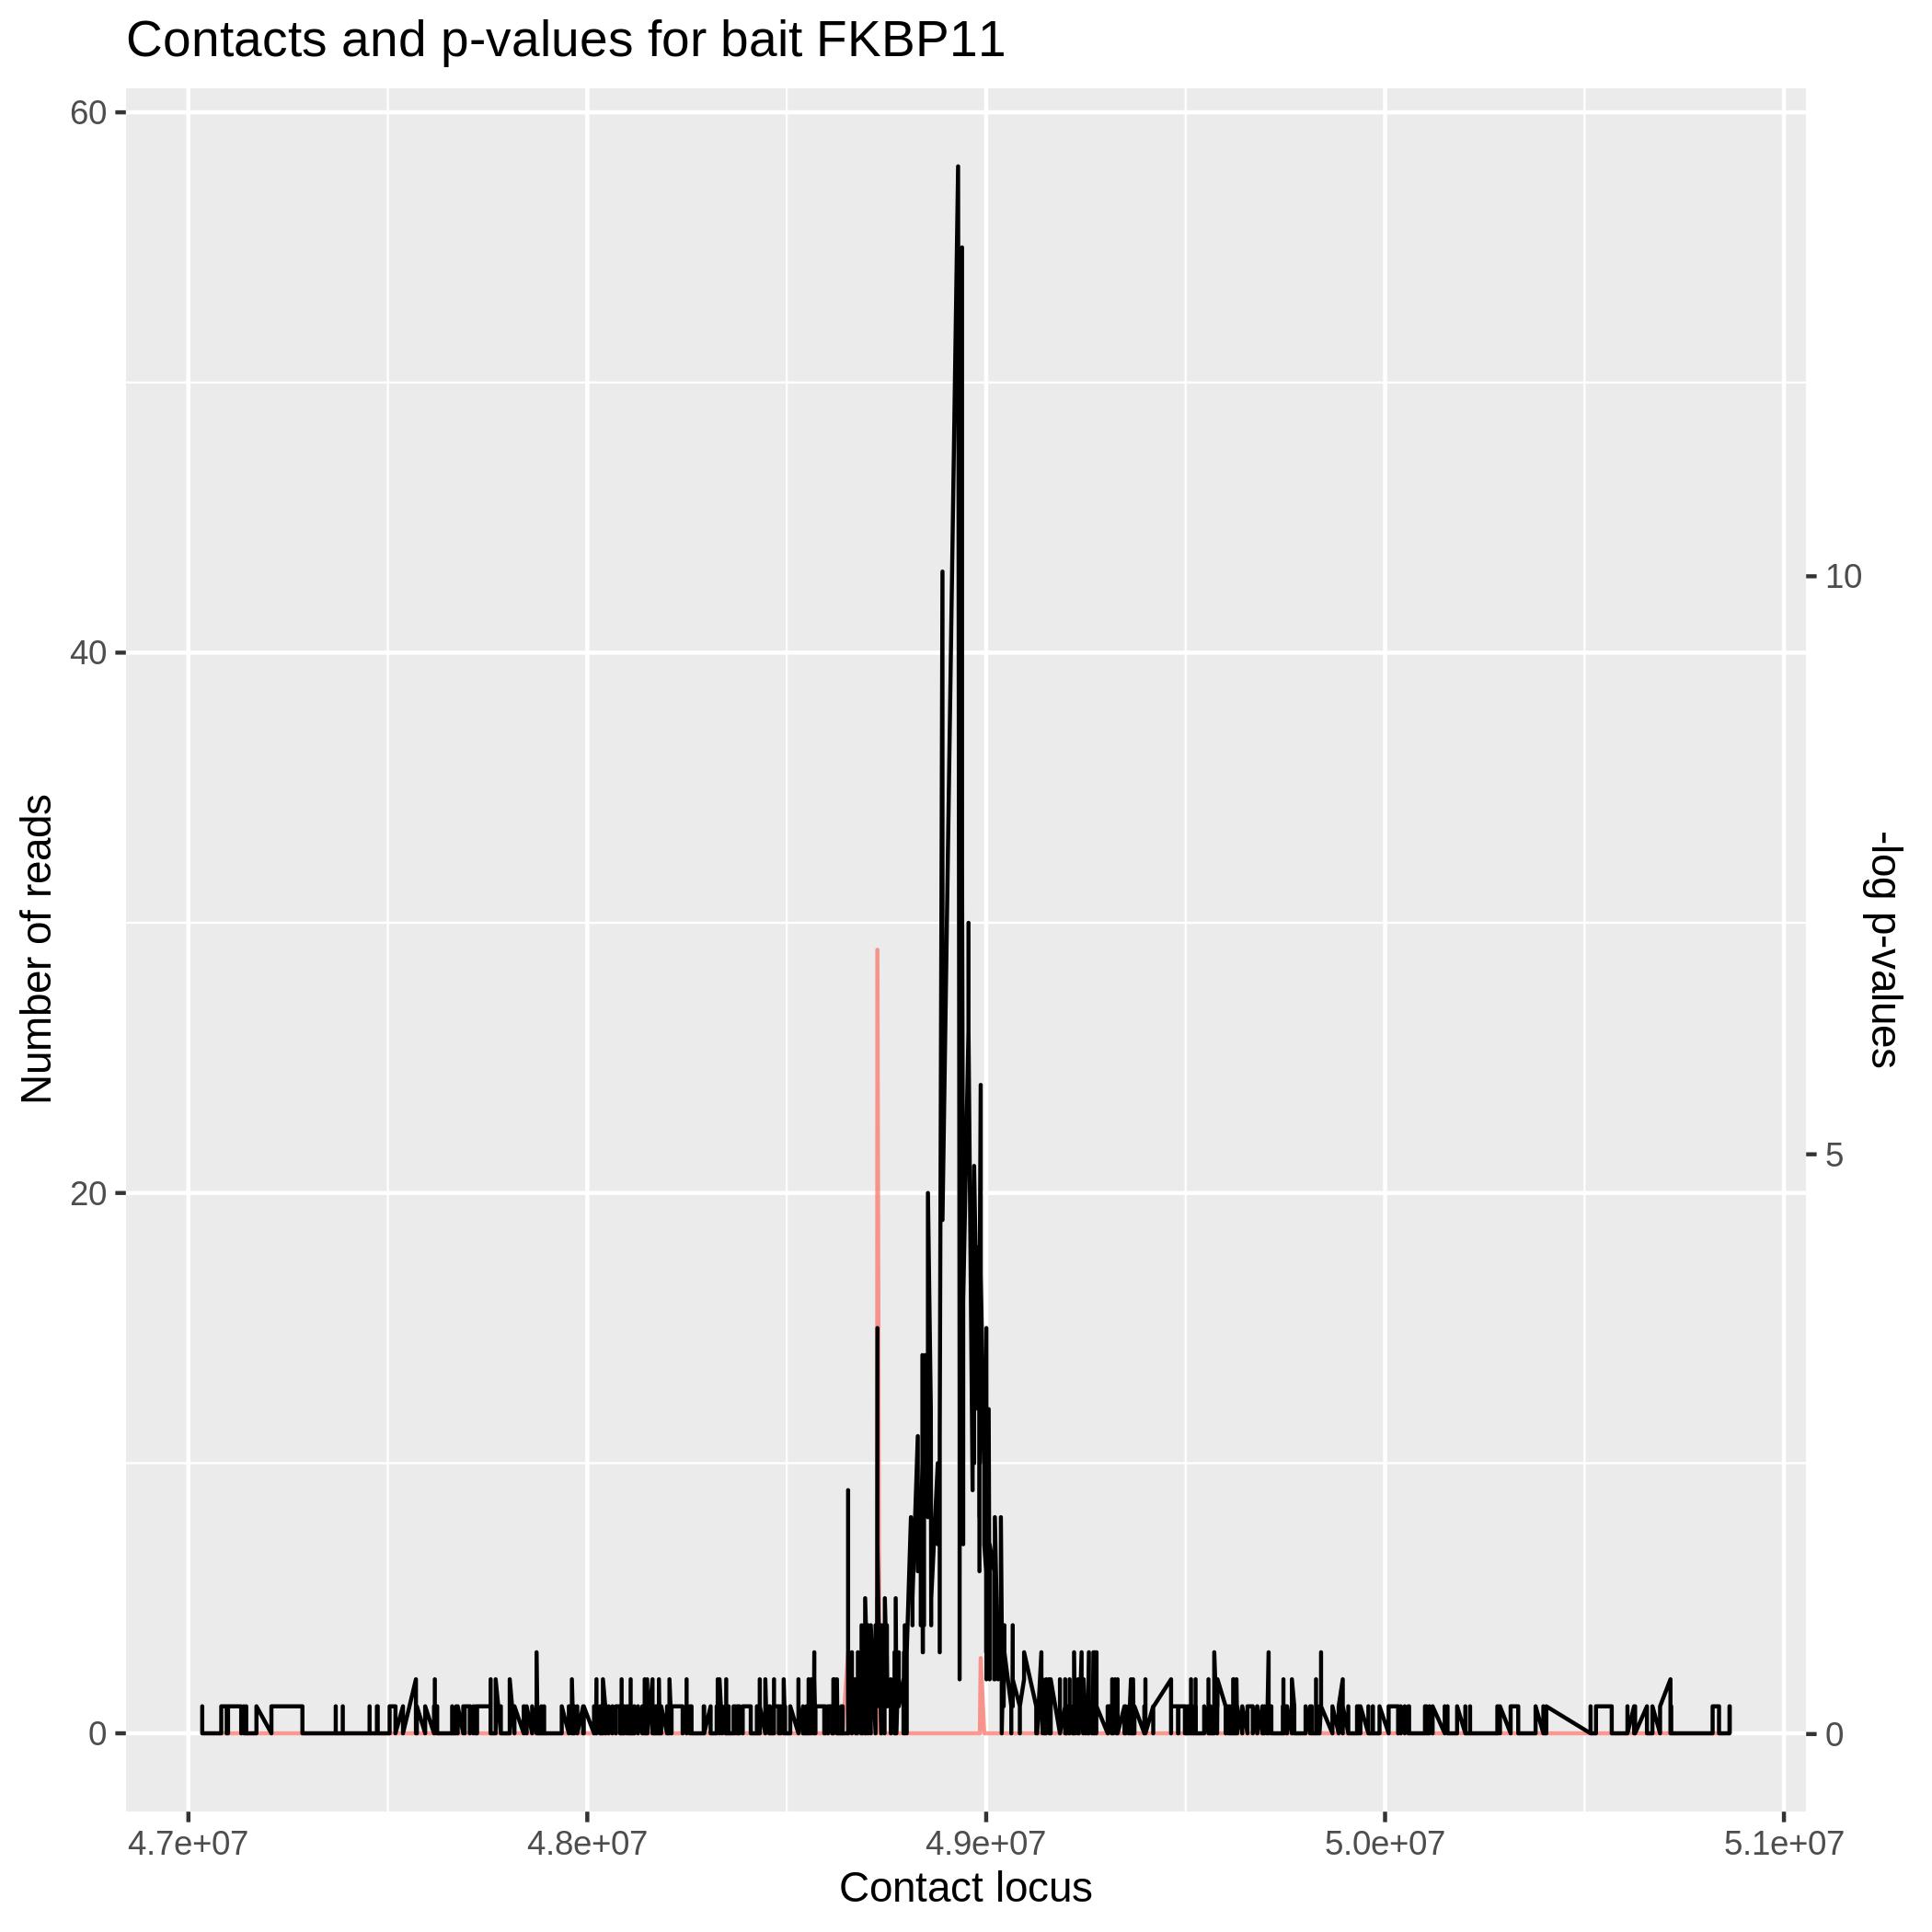 Contacts and p-values for bait FKBP11
60
40
20
0
Number of reads
10
5
0
-log p-values
4.7e+07
4.8e+07
4.9e+07
5.0e+07
5.1e+07
Contact locus